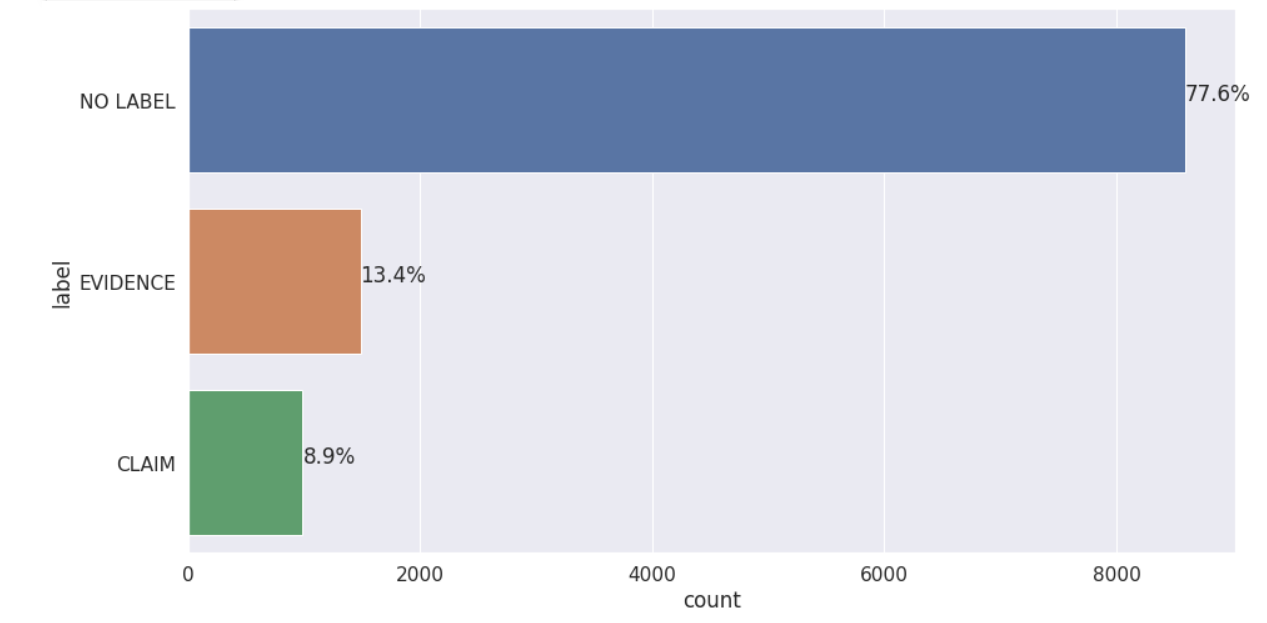 NO LABEL
77.6%
EVIDENCE
13.4%
CLAIM
8.9%
label
0 2000 4000 6000 8000
count